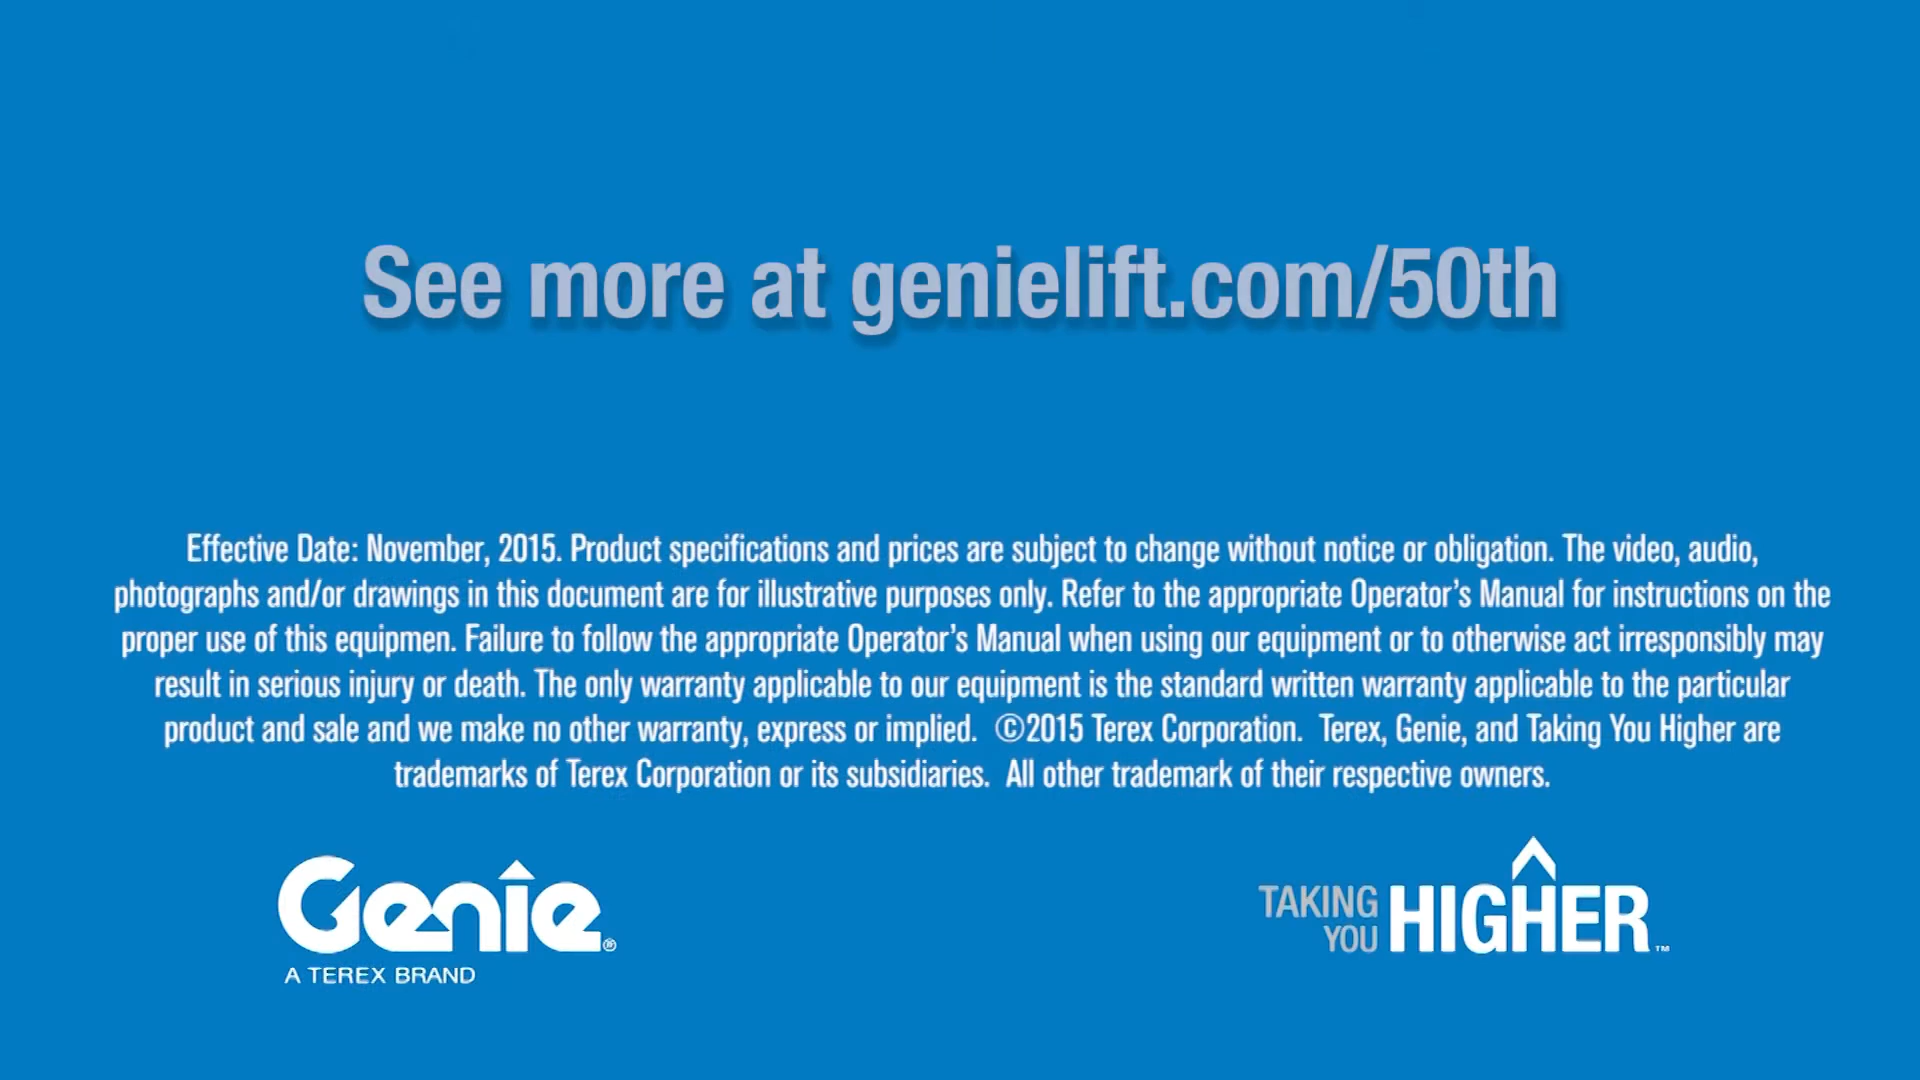 See more at genielift.com/50th
Effective Date: November, 2015. Product specifications and prices are subject to change without notice or obligation. The video, audio,
photographs and/or drawings in this document are for illustrative purposes only. Refer to the appropriate Operator’s Manual for instructions on the
proper use of this equipmen. Failure to follow the appropriate Operator’s Manual when using our equipment or to otherwise act irresponsibly may
result in serious injury or death. The only warranty applicable to our equipment is the standard written warranty applicable to the particular
product and sale and we make no other warranty, express or implied.  ©2015 Terex Corporation.  Terex, Genie, and Taking You Higher are
trademarks of Terex Corporation or its subsidiaries.  All other trademark of their respective owners.
Genie®
A TEREX BRAND
TAKING
YOU
HIGHER™